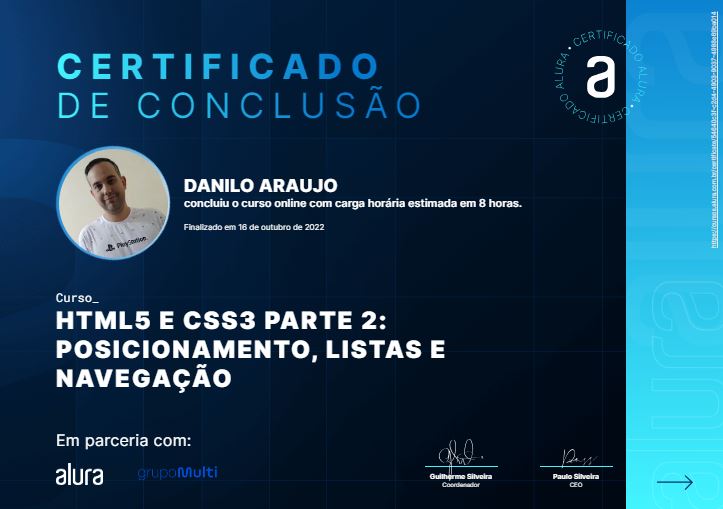 CERTIFICADO
DE CONCLUSÃO
CERTIFICADO ALURA • CERTIFICADO ALURA •
a
DANILO ARAUJO
concluiu o curso online com carga horária estimada em 8 horas.
Finalizado em 16 de outubro de 2022
PlayStation
Curso_
HTML5 E CSS3 PARTE 2:
POSICIONAMENTO, LISTAS E
NAVEGAÇÃO
Em parceria com:
alura
grupoMulti
Guilherme Silveira
Coordenador
Paulo Silveira
CEO
alura